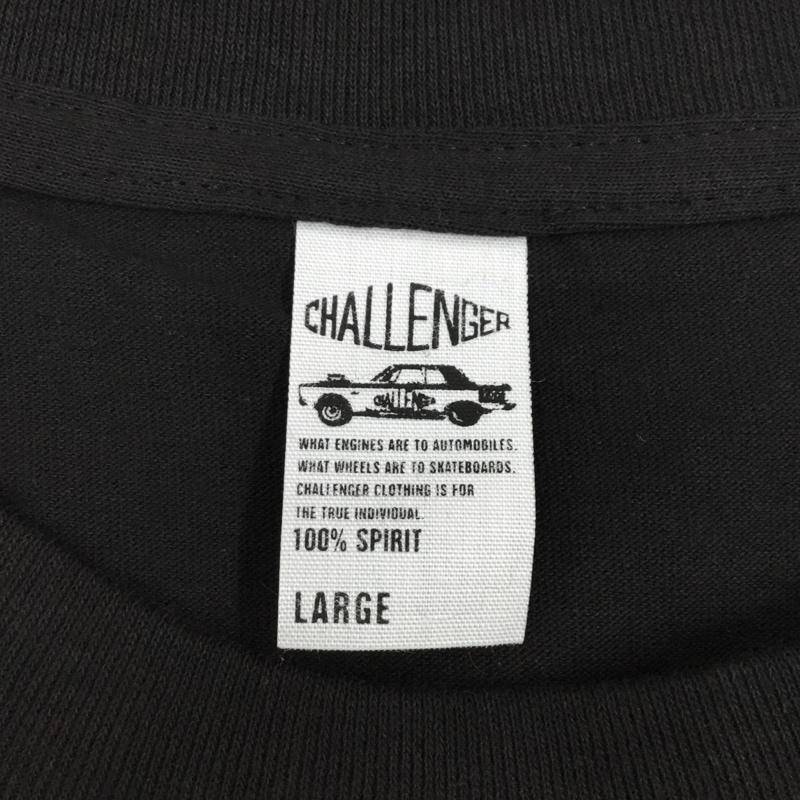 CHALLENGER
CHALLENGER
WHAT ENGINES ARE TO AUTOMOBILES.
WHAT WHEELS ARE TO SKATEBOARDS.
CHALLENGER CLOTHING IS FOR
THE TRUE INDIVIDUAL.
100% SPIRIT
LARGE